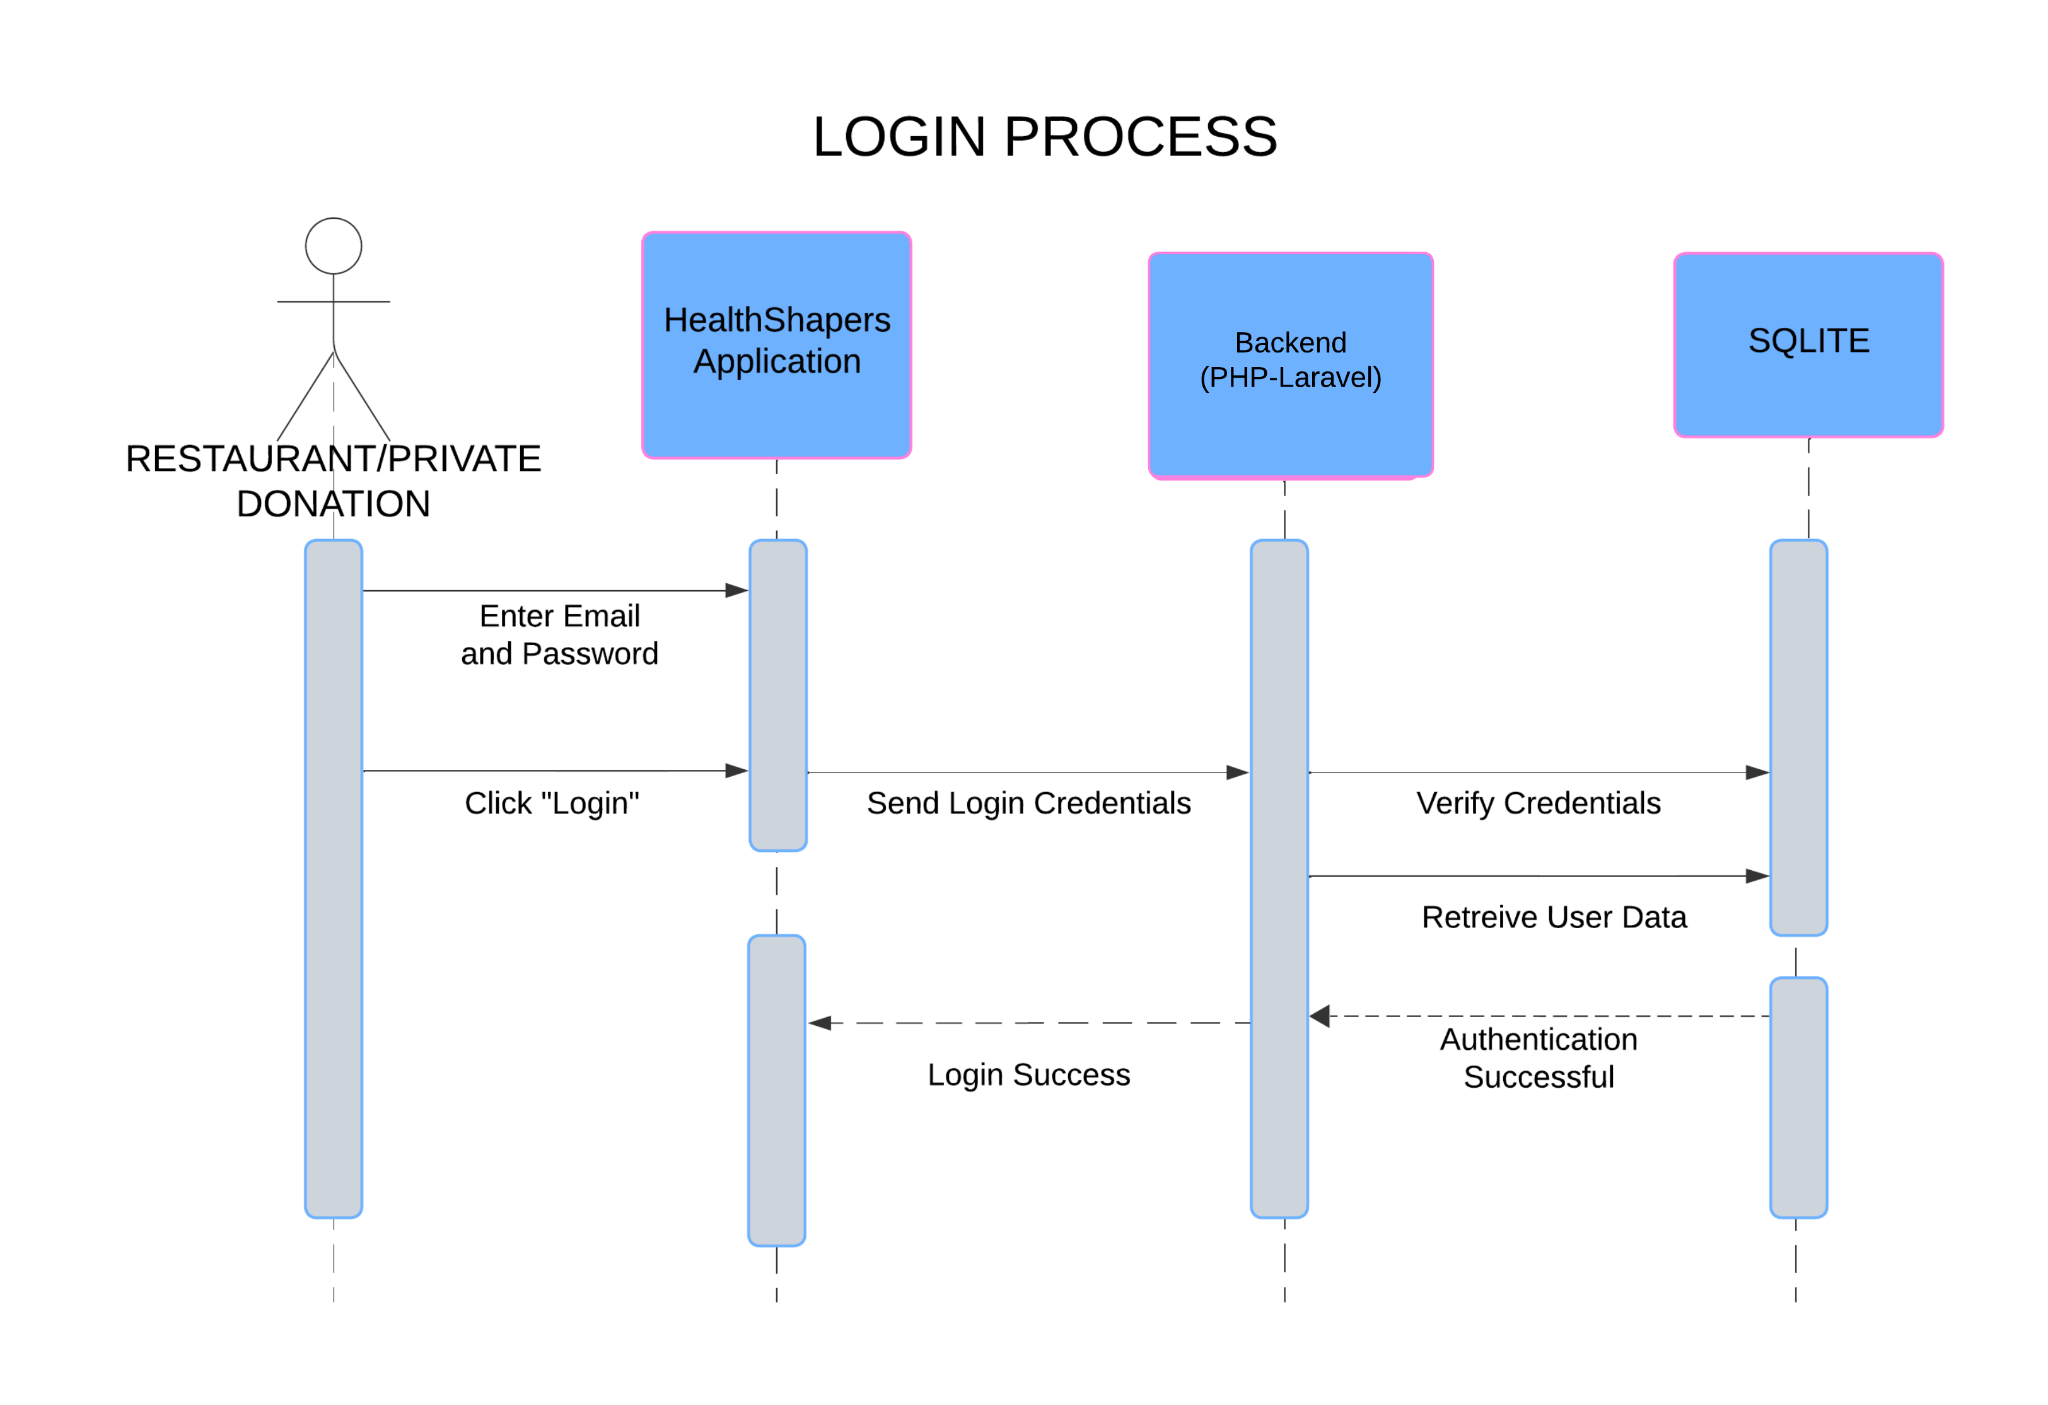 LOGIN PROCESS
RESTAURANT/PRIVATE
DONATION
HealthShapers
Application
Backend
(PHP-Laravel)
SQLITE
Enter Email
and Password
Click "Login"
Send Login Credentials
Verify Credentials
Retreive User Data
Authentication
Successful
Login Success